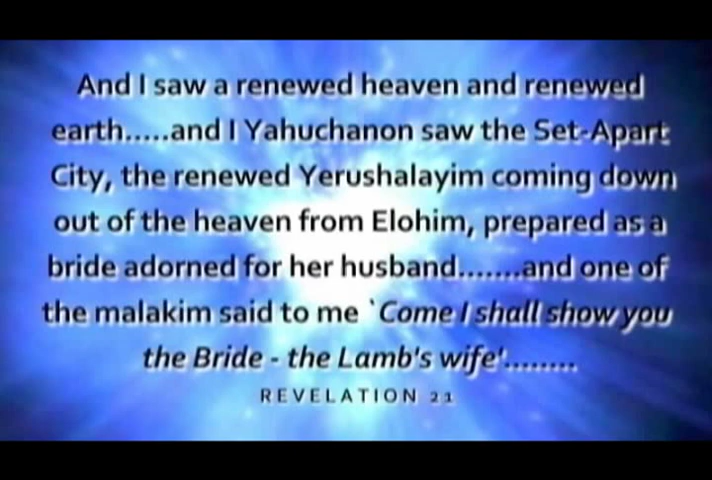 And I saw a renewed heaven and renewed
earth.....and I Yahuchanon saw the Set-Apart
City, the renewed Yerushalayim coming down
out of the heaven from Elohim, prepared as a
bride adorned for her husband.......and one of
the malakim said to me `Come I shall show you
the Bride - the Lamb's wife'........
REVELATION 21